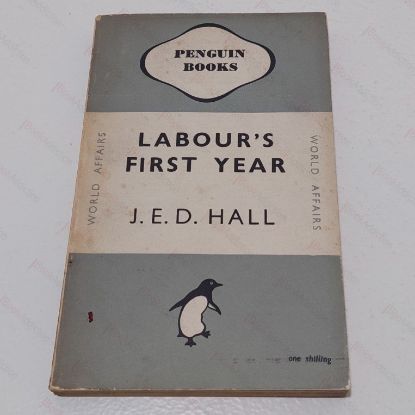 PENGUIN
BOOKS
WORLD AFFAIRS
LABOUR'S
FIRST YEAR
J. E. D. HALL
WORLD AFFAIRS
one shilling